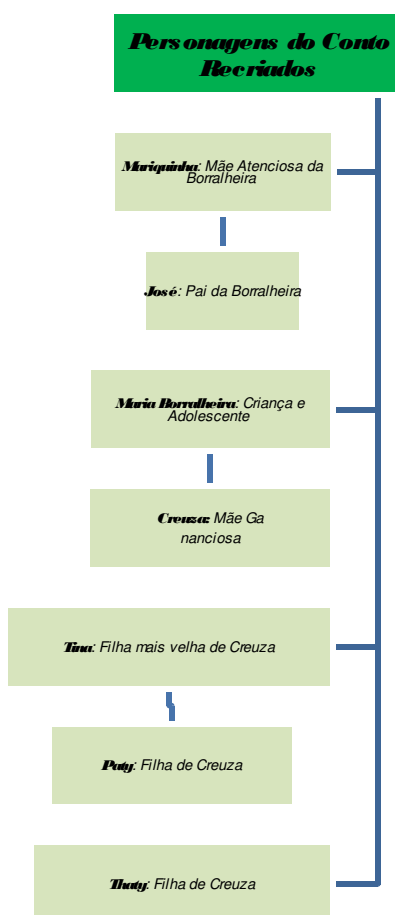 Personagens do Conto
Recriados
Mariquinha: Mãe Atenciosa da
Borralheira
José: Pai da Borralheira
Maria Borralheira: Criança e
Adolescente
Creuza: Mãe Ga
nanciosa
Tina: Filha mais velha de Creuza
Paty: Filha de Creuza
Thaty: Filha de Creuza